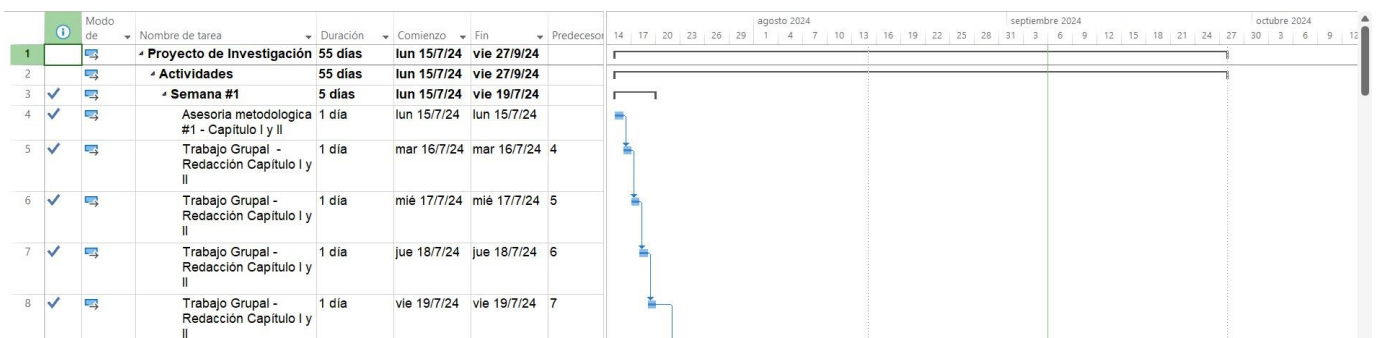 Modo
de
Nombre de tarea
Duración
Comienzo
Fin
Predecesor
agosto 2024
septiembre 2024
octubre 2024
14 17 20 23 26 29 1 4 7 10 13 16 19 22 25 28 31 3 6 9 12 15 18 21 24 27 30 3 6 9 12
1 Proyecto de Investigación 55 días lun 15/7/24 vie 27/9/24
2 Actividades 55 días lun 15/7/24 vie 27/9/24
3 Semana #1 5 días lun 15/7/24 vie 19/7/24
4 Asesoria metodologica 1 día lun 15/7/24 lun 15/7/24
#1 - Capítulo I y II
5 Trabajo Grupal - 1 día mar 16/7/24 mar 16/7/24 4
Redacción Capítulo I y
II
6 Trabajo Grupal - 1 día mié 17/7/24 mié 17/7/24 5
Redacción Capítulo I y
II
7 Trabajo Grupal - 1 día jue 18/7/24 jue 18/7/24 6
Redacción Capítulo I y
II
8 Trabajo Grupal - 1 día vie 19/7/24 vie 19/7/24 7
Redacción Capítulo I y
II